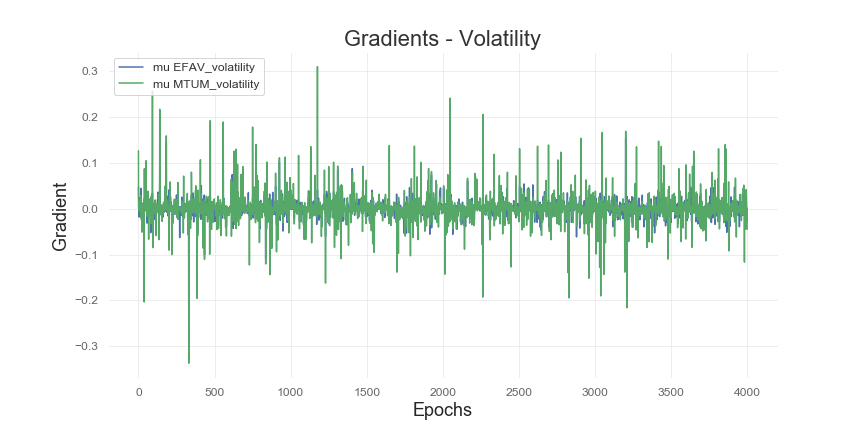 Gradients - Volatility
mu EFAV_volatility
mu MTUM_volatility
0.3
0.2
0.1
0.0
−0.1
−0.2
−0.3
Gradient
0 500 1000 1500 2000 2500 3000 3500 4000
Epochs